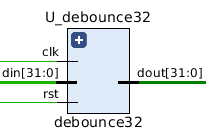 U_debounce32
clk
din[31:0]
dout[31:0]
rst
debounce32